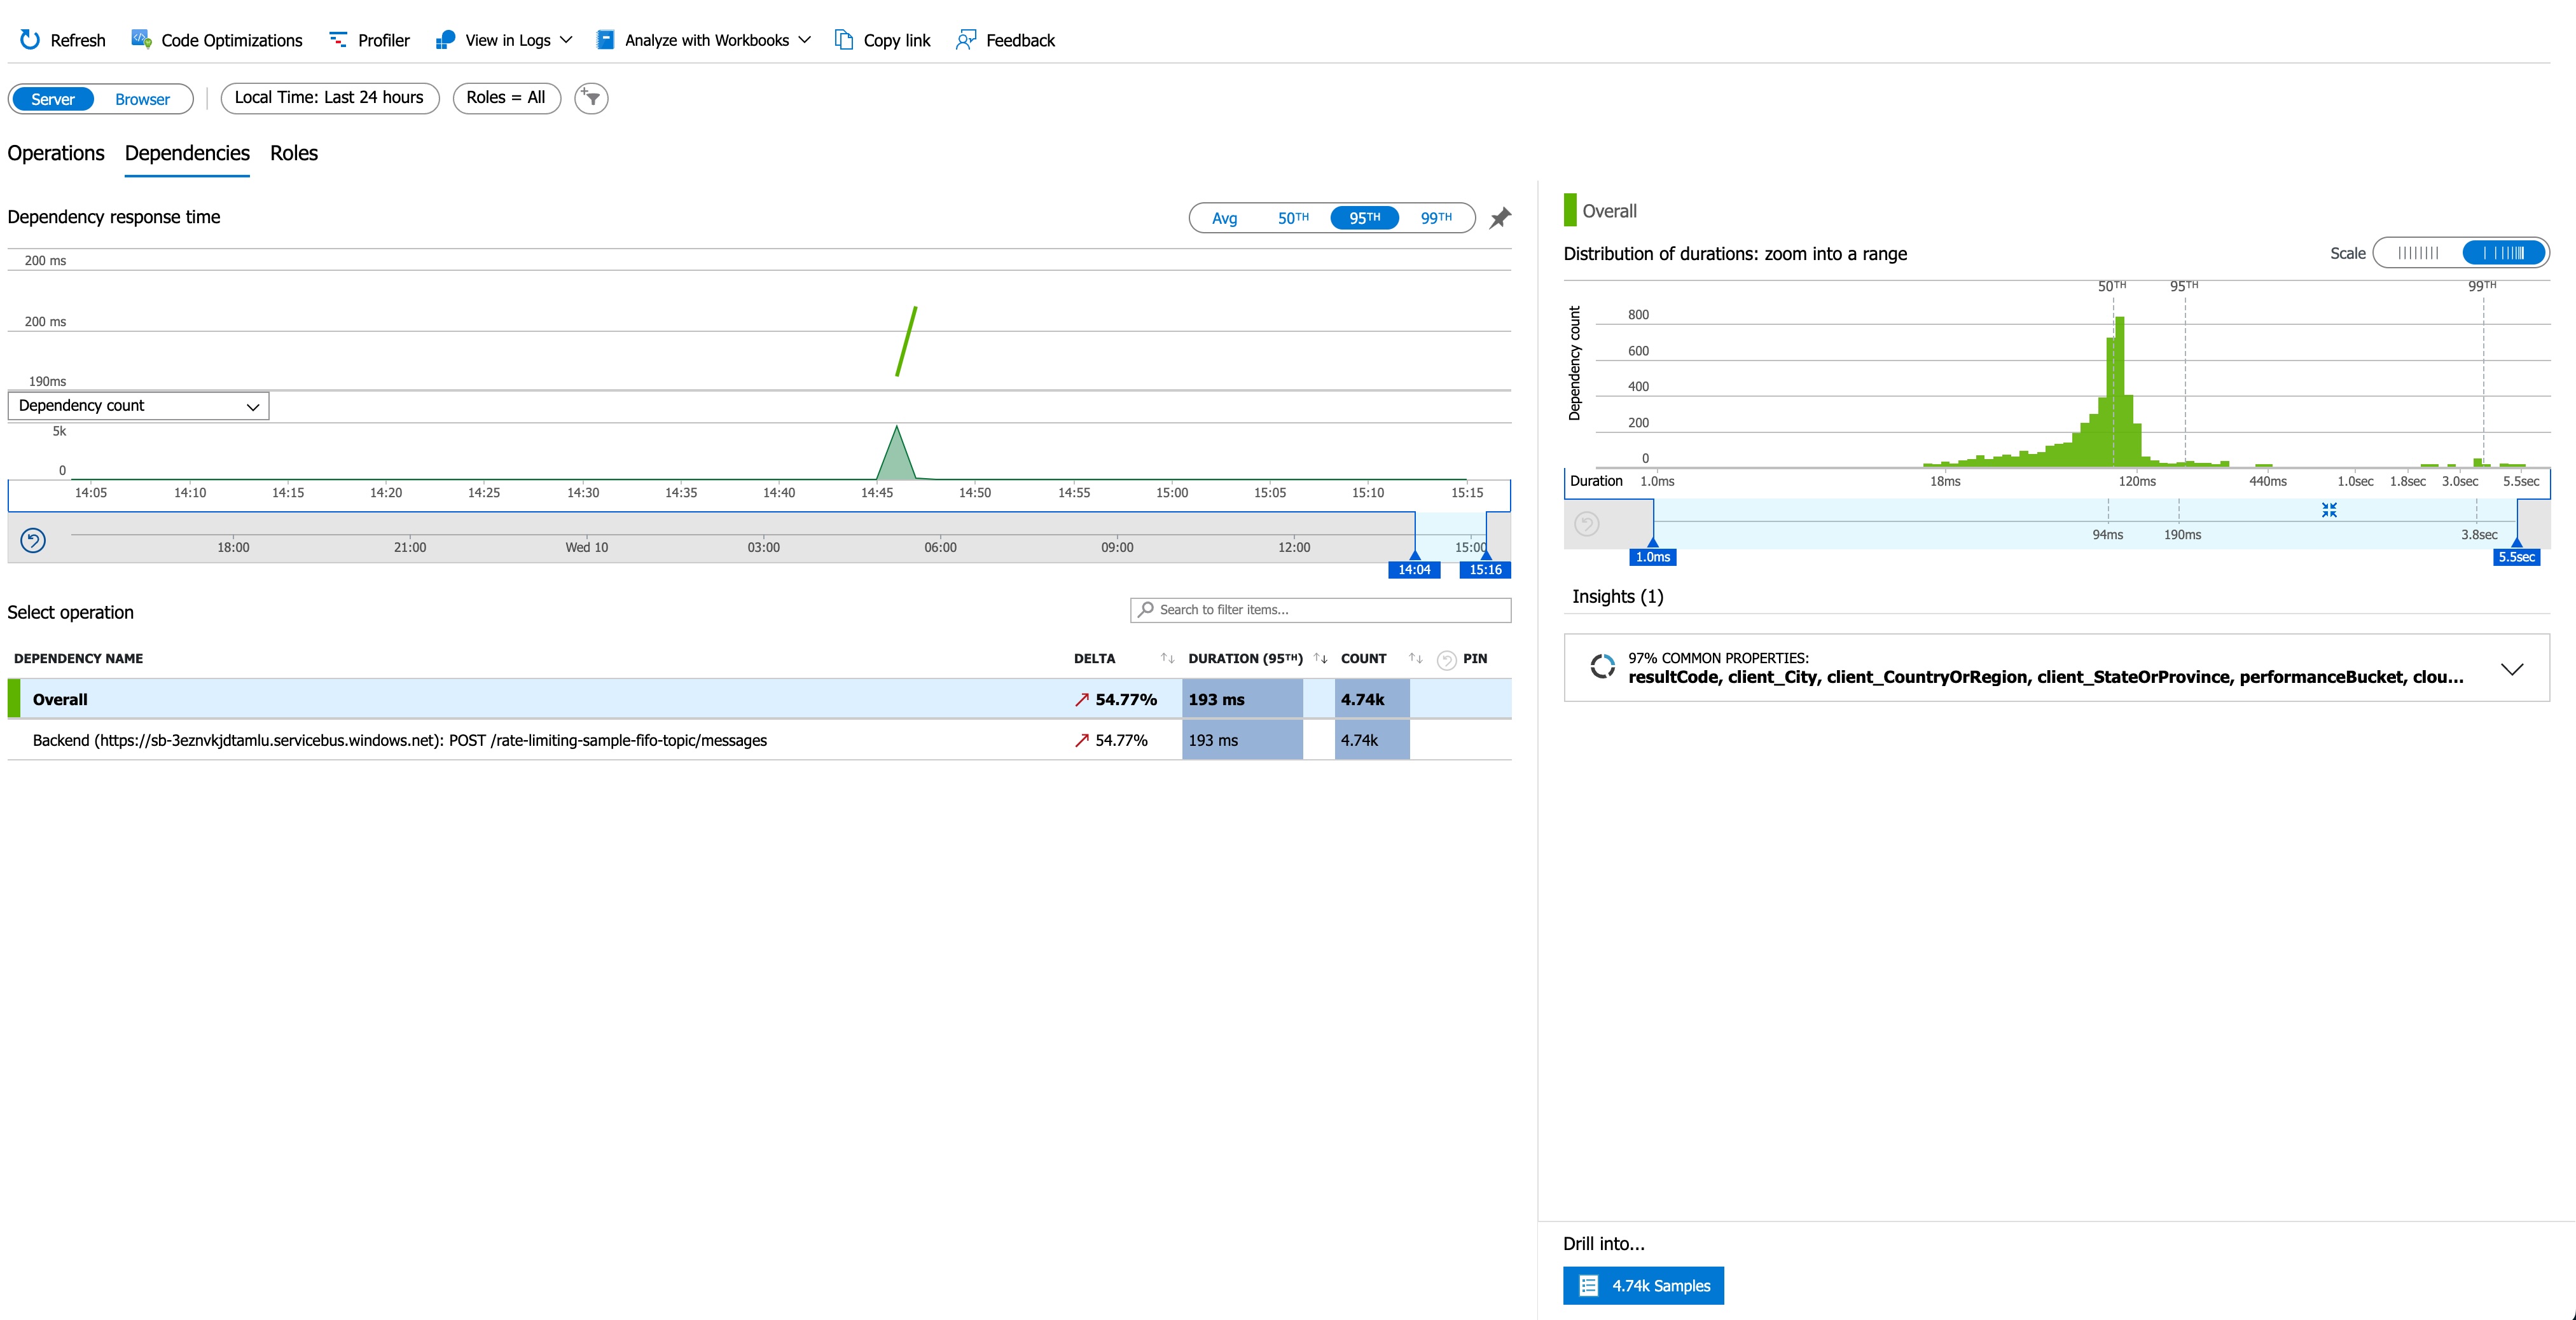 Refresh Code Optimizations Profiler View in Logs Analyze with Workbooks Copy link Feedback
Server Browser Local Time: Last 24 hours Roles = All
Operations Dependencies Roles
Dependency response time
Avg 50TH 95TH 99TH
200 ms
200 ms
190ms
Dependency count
5k
0
14:05 14:10 14:15 14:20 14:25 14:30 14:35 14:40 14:45 14:50 14:55 15:00 15:05 15:10 15:15
18:00 21:00 Wed 10 03:00 06:00 09:00 12:00 15:00
14:04 15:16
Select operation
Search to filter items...
DEPENDENCY NAME DELTA DURATION (95TH) COUNT PIN
Overall 54.77% 193 ms 4.74k
Backend (https://sb-3eznvkjdtamlu.servicebus.windows.net): POST /rate-limiting-sample-fifo-topic/messages 54.77% 193 ms 4.74k
Overall
Distribution of durations: zoom into a range
Scale
50TH 95TH 99TH
Dependency count
800
600
400
200
0
Duration 1.0ms 18ms 120ms 440ms 1.0sec 1.8sec 3.0sec 5.5sec
94ms 190ms 3.8sec
1.0ms 5.5sec
Insights (1)
97% COMMON PROPERTIES:
resultCode, client_City, client_CountryOrRegion, client_StateOrProvince, performanceBucket, clou...
Drill into...
4.74k Samples